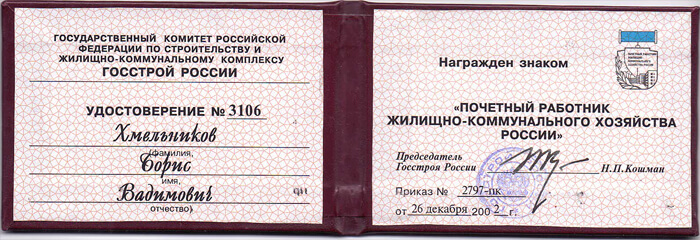 ГОСУДАРСТВЕННЫЙ КОМИТЕТ РОССИЙСКОЙ
ФЕДЕРАЦИИ ПО СТРОИТЕЛЬСТВУ И
ЖИЛИЩНО-КОММУНАЛЬНОМУ КОМПЛЕКСУ
ГОССТРОЙ РОССИИ
УДОСТОВЕРЕНИЕ № 3106
Хмельников
(фамилия,
Борис
имя,
Вадимович
отчество)
Награжден знаком
«ПОЧЕТНЫЙ РАБОТНИК
ЖИЛИЩНО-КОММУНАЛЬНОГО ХОЗЯЙСТВА
РОССИИ»
Председатель
Госстроя России Н.П.Кошман
Приказ № 2797-пк
от 26 декабря 2002 г.